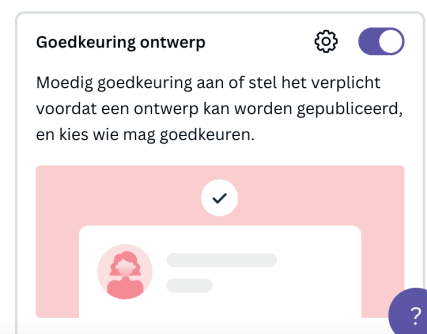 Goedkeuring ontwerp
Moedig goedkeuring aan of stel het verplicht
voordat een ontwerp kan worden gepubliceerd,
en kies wie mag goedkeuren.
?